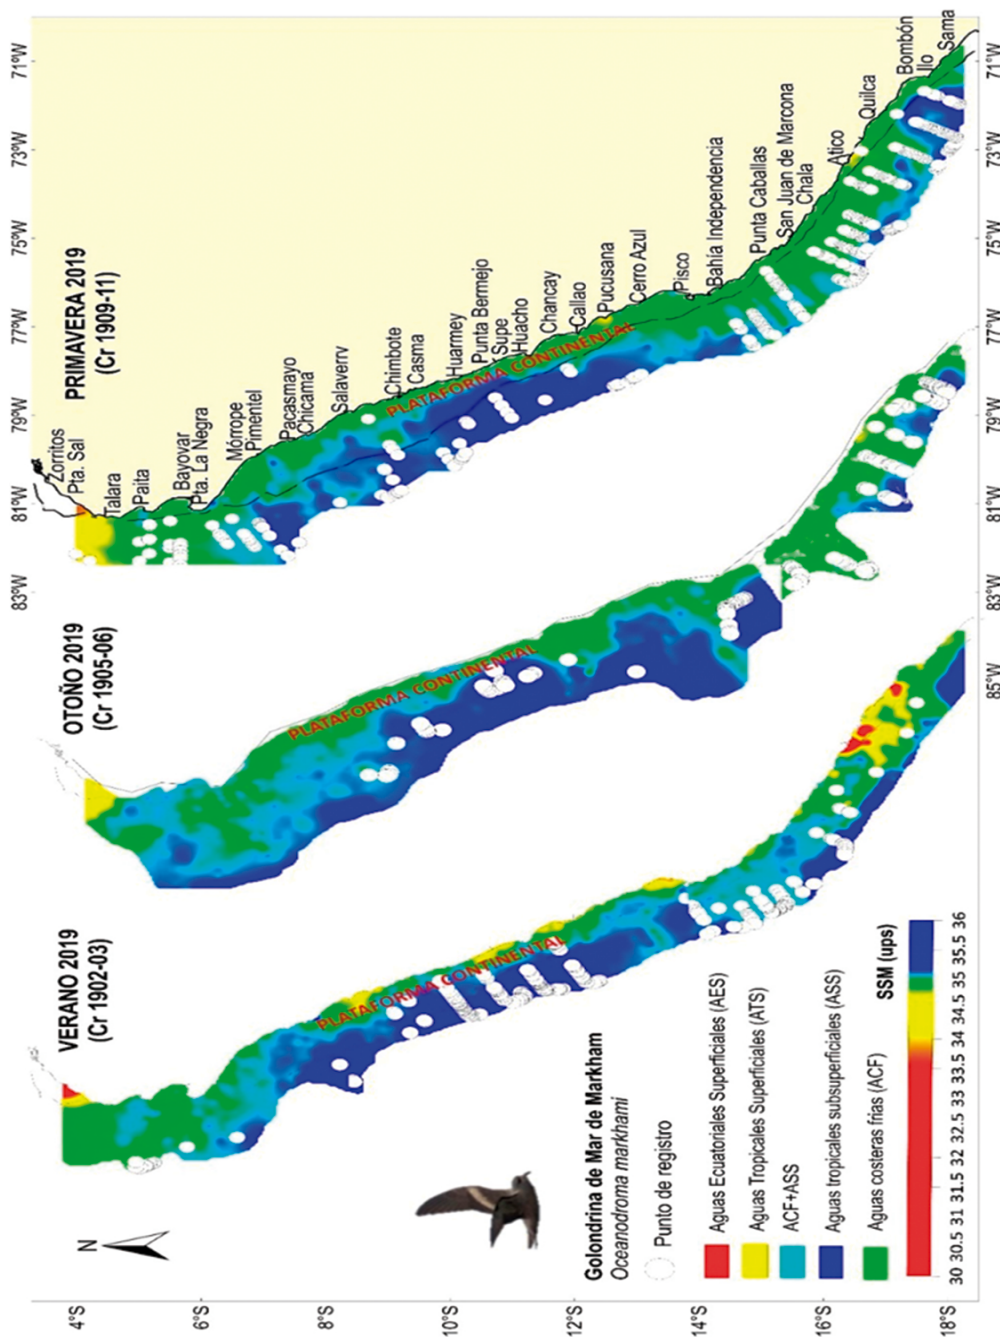 VERANO 2019
(Cr 1902-03)
OTOÑO 2019
(Cr 1905-06)
PRIMAVERA 2019
(Cr 1909-11)
N
PLATAFORMA CONTINENTAL
PLATAFORMA CONTINENTAL
PLATAFORMA CONTINENTAL
Zorritos
Pta. Sal
Talara
Paita
Bayovar
Pta. La Negra
Mórrope
Pimentel
Pacasmayo
Chicama
Salaverry
Chimbote
Casma
Huarmey
Punta Bermejo
Supe
Huacho
Chancay
Callao
Pucusana
Cerro Azul
Pisco
Bahía Independencia
Punta Caballas
San Juan de Marcona
Chala
Atico
Quilca
Bombón
Ilo
Sama
Golondrina de Mar de Markham
Oceanodroma markhami
Punto de registro
Aguas Ecuatoriales Superficiales (AES)
Aguas Tropicales Superficiales (ATS)
ACF+ASS
Aguas tropicales subsuperficiales (ASS)
Aguas costeras frías (ACF)
SSM (ups)
30 30.5 31 31.5 32 32.5 33 33.5 34 34.5 35 35.5 36
4°S
6°S
8°S
10°S
12°S
14°S
16°S
18°S
83°W
81°W
79°W
77°W
75°W
73°W
71°W
85°W
83°W
81°W
79°W
77°W
75°W
73°W
71°W